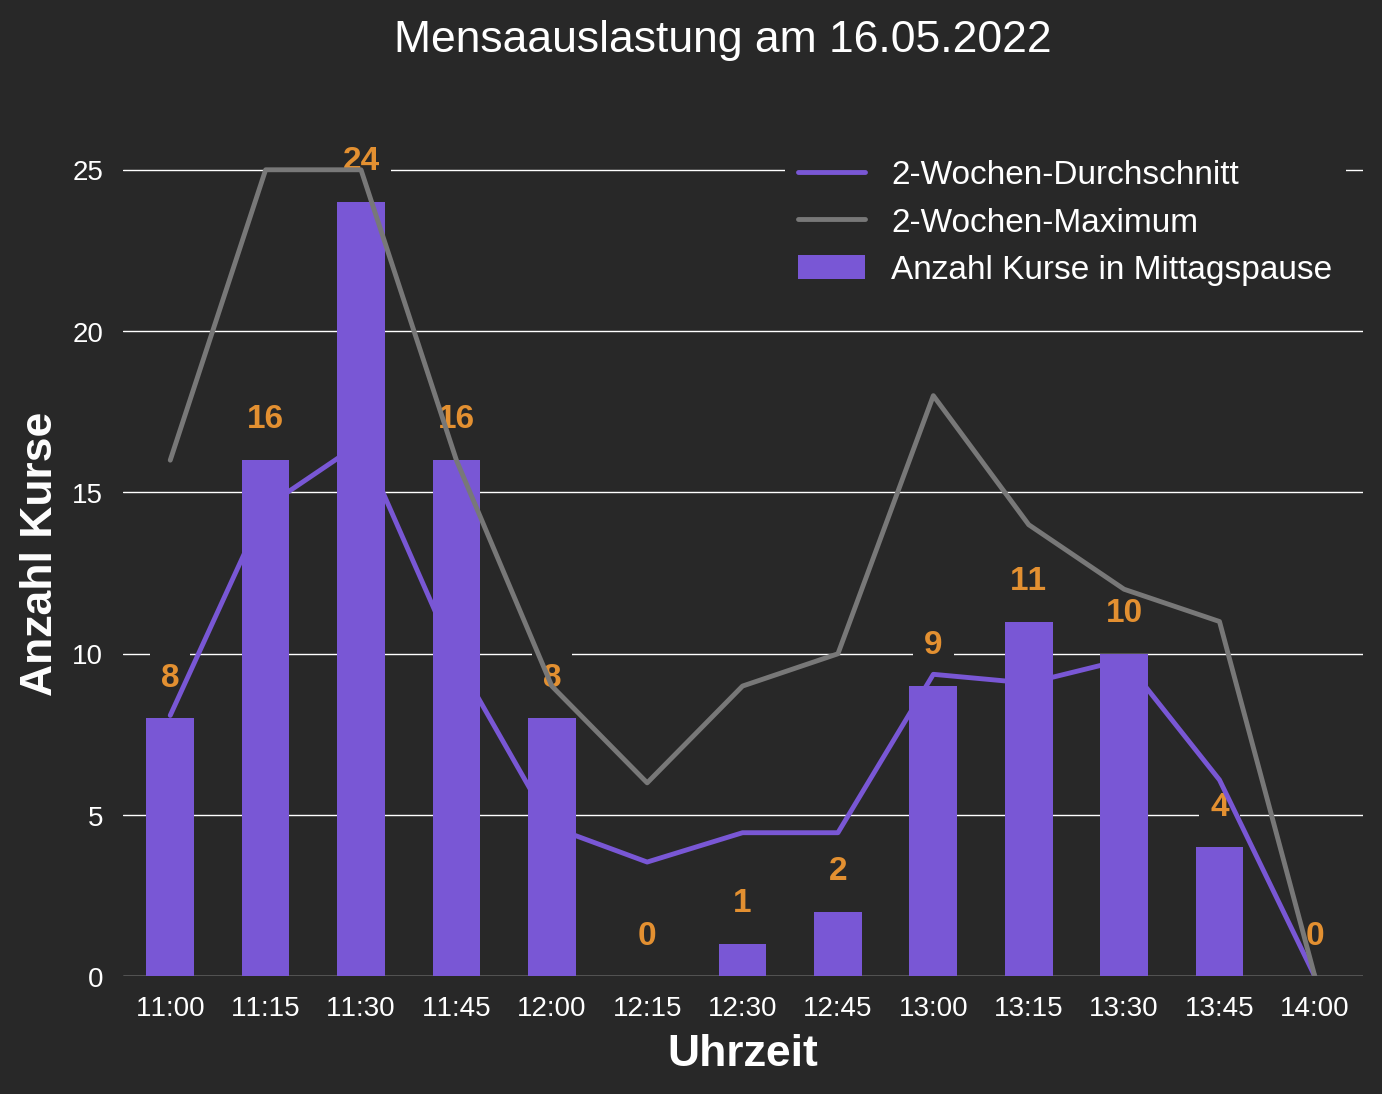 Mensaauslastung am 16.05.2022
2-Wochen-Durchschnitt
2-Wochen-Maximum
Anzahl Kurse in Mittagspause
Anzahl Kurse
25
20
15
10
5
0
8
16
24
16
8
0
1
2
9
11
10
4
0
11:00 11:15 11:30 11:45 12:00 12:15 12:30 12:45 13:00 13:15 13:30 13:45 14:00
Uhrzeit